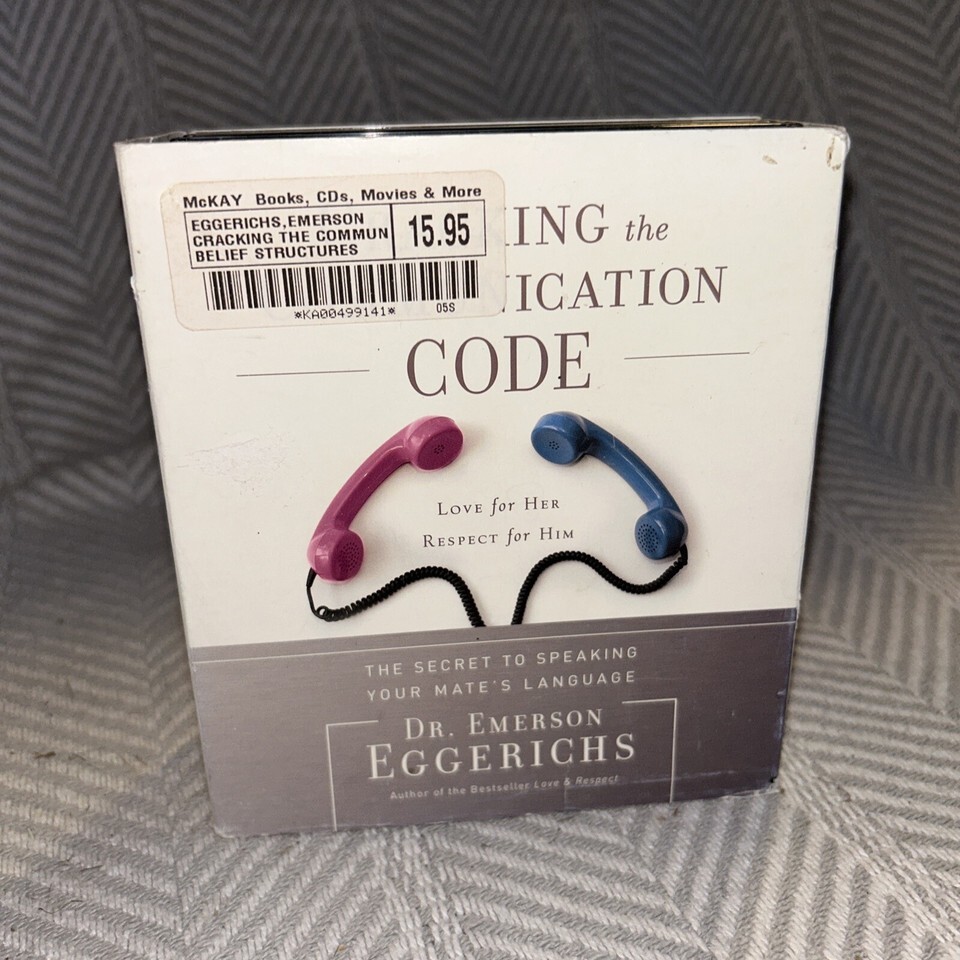 McKAY Books, CDs, Movies & More
EGGERICHS,EMERSON
CRACKING THE COMMUN
BELIEF STRUCTURES
15.95
*KA00499141*
05S
KING the
NICATION
CODE
LOVE for HER
RESPECT for HIM
THE SECRET TO SPEAKING
YOUR MATE'S LANGUAGE
DR. EMERSON
EGGERICHS
Author of the Bestseller Love & Respect